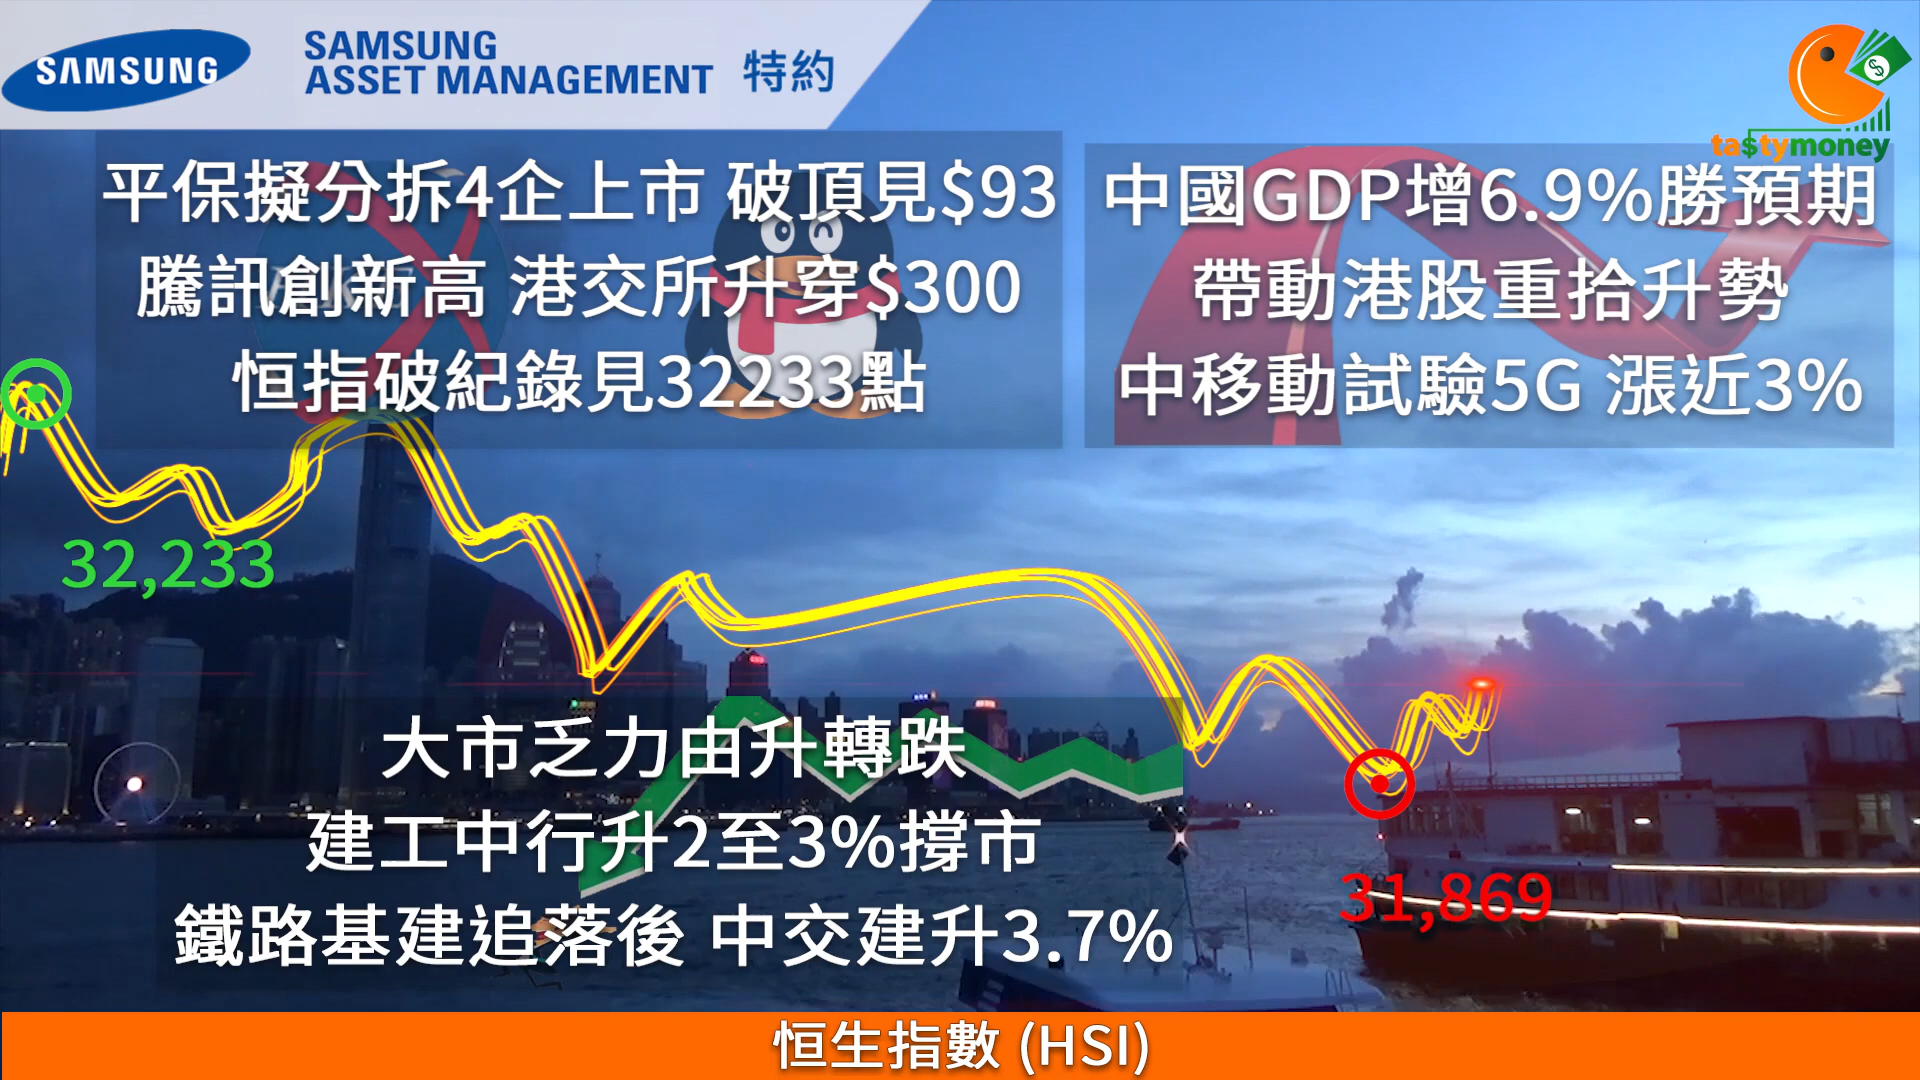 SAMSUNG
SAMSUNG
ASSET MANAGEMENT 特約
ta$tymoney
平保擬分拆4企上市 破頂見$93
騰訊創新高 港交所升穿$300
恒指破紀錄見32233點
中國GDP增6.9%勝預期
帶動港股重拾升勢
中移動試驗5G 漲近3%
32,233
大市乏力由升轉跌
建工中行升2至3%撐市
鐵路基建追落後 中交建升3.7%
31,869
恒生指數 (HSI)